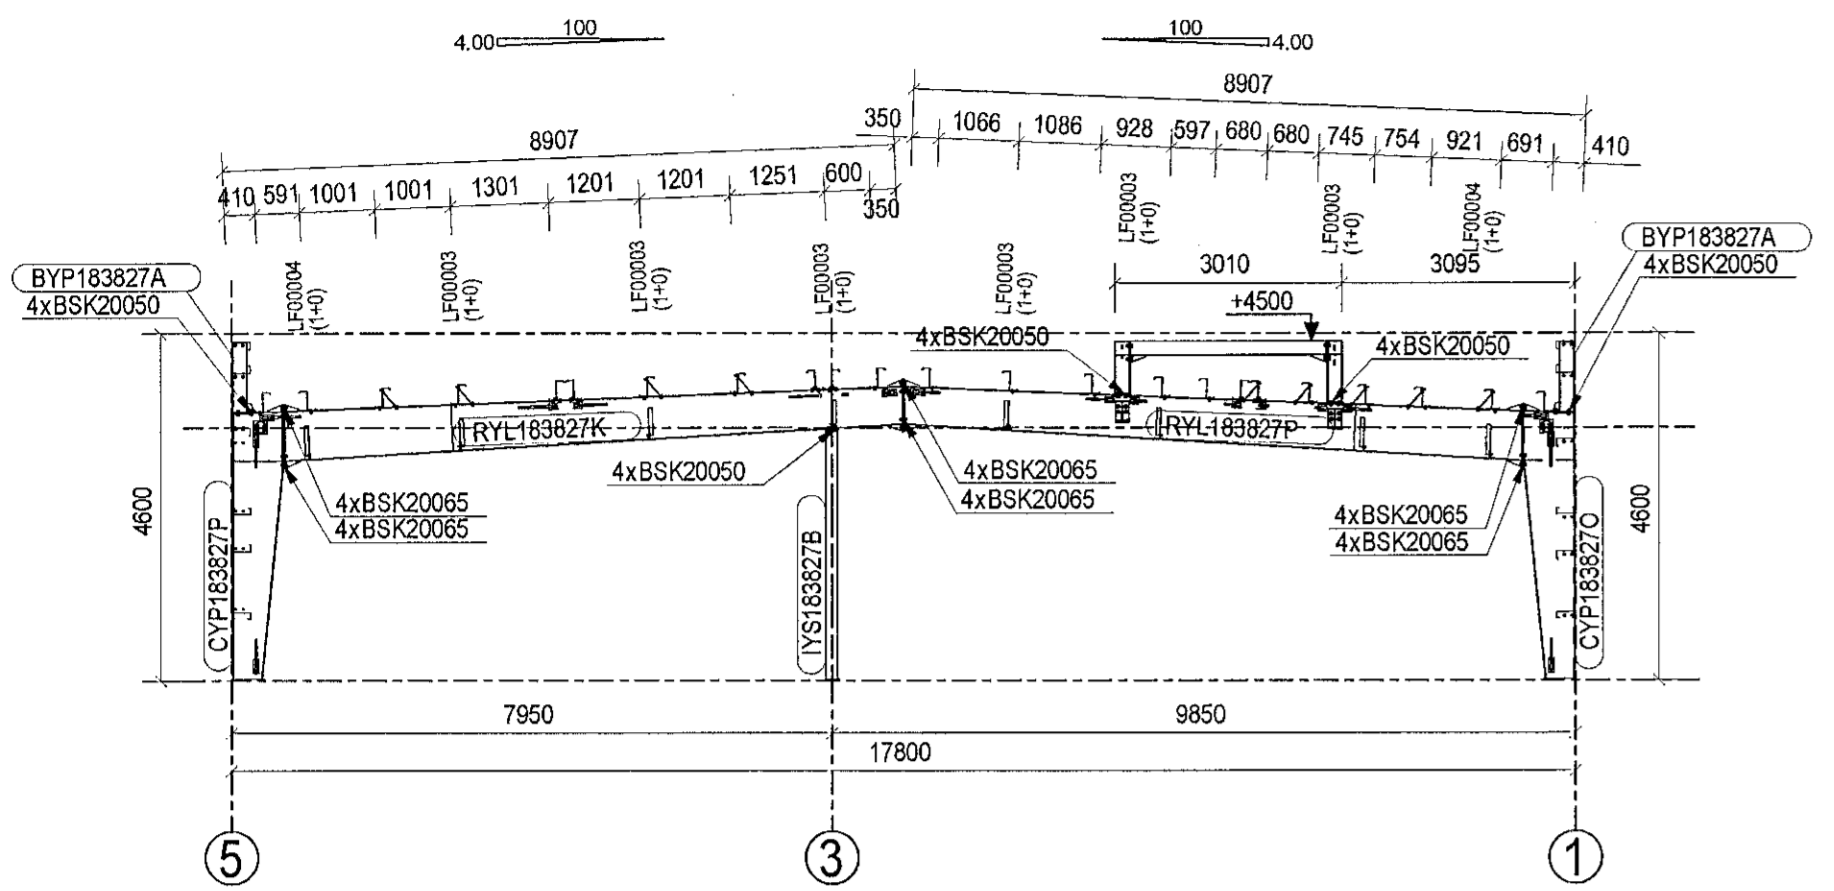 100
4.00
100
4.00
8907
350 1066 1086 928 597 680 680 745 754 921 691 410
8907
410 591 1001 1001 1301 1201 1201 1251 600
350
LF00003
(1+0)
LF00003
(1+0)
LF00004
(1+0)
BYP183827A
4xBSK20050
BYP183827A
4xBSK20050
LF00004
(1+0)
LF00003
(1+0)
LF00003
(1+0)
LF00003
(1+0)
LF00003
(1+0)
3010
3095
+4500
4xBSK20050
4xBSK20050
RYL183827K
RYL183827P
4xBSK20050
4xBSK20065
4xBSK20065
4xBSK20065
4xBSK20065
4xBSK20065
4xBSK20065
4600
CYP183827P
IYS183827B
CYP183827O
4600
7950
9850
17800
5
3
1